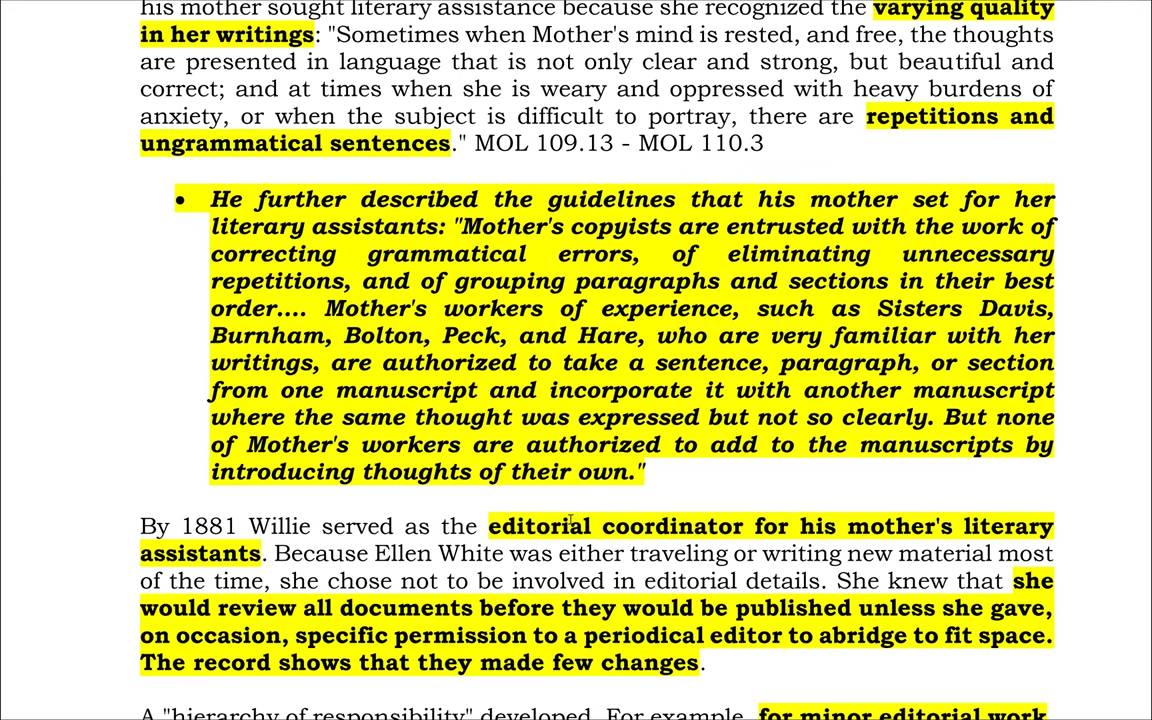 his mother sought literary assistance because she recognized the varying quality
in her writings: "Sometimes when Mother's mind is rested, and free, the thoughts
are presented in language that is not only clear and strong, but beautiful and
correct; and at times when she is weary and oppressed with heavy burdens of
anxiety, or when the subject is difficult to portray, there are repetitions and
ungrammatical sentences." MOL 109.13 - MOL 110.3
• He further described the guidelines that his mother set for her
literary assistants: "Mother's copyists are entrusted with the work of
correcting grammatical errors, of eliminating unnecessary
repetitions, and of grouping paragraphs and sections in their best
order.... Mother's workers of experience, such as Sisters Davis,
Burnham, Bolton, Peck, and Hare, who are very familiar with her
writings, are authorized to take a sentence, paragraph, or section
from one manuscript and incorporate it with another manuscript
where the same thought was expressed but not so clearly. But none
of Mother's workers are authorized to add to the manuscripts by
introducing thoughts of their own."
By 1881 Willie served as the editorial coordinator for his mother's literary
assistants. Because Ellen White was either traveling or writing new material most
of the time, she chose not to be involved in editorial details. She knew that she
would review all documents before they would be published unless she gave,
on occasion, specific permission to a periodical editor to abridge to fit space.
The record shows that they made few changes.
A "hierarchy of responsibility" developed. For example, for minor editorial work,